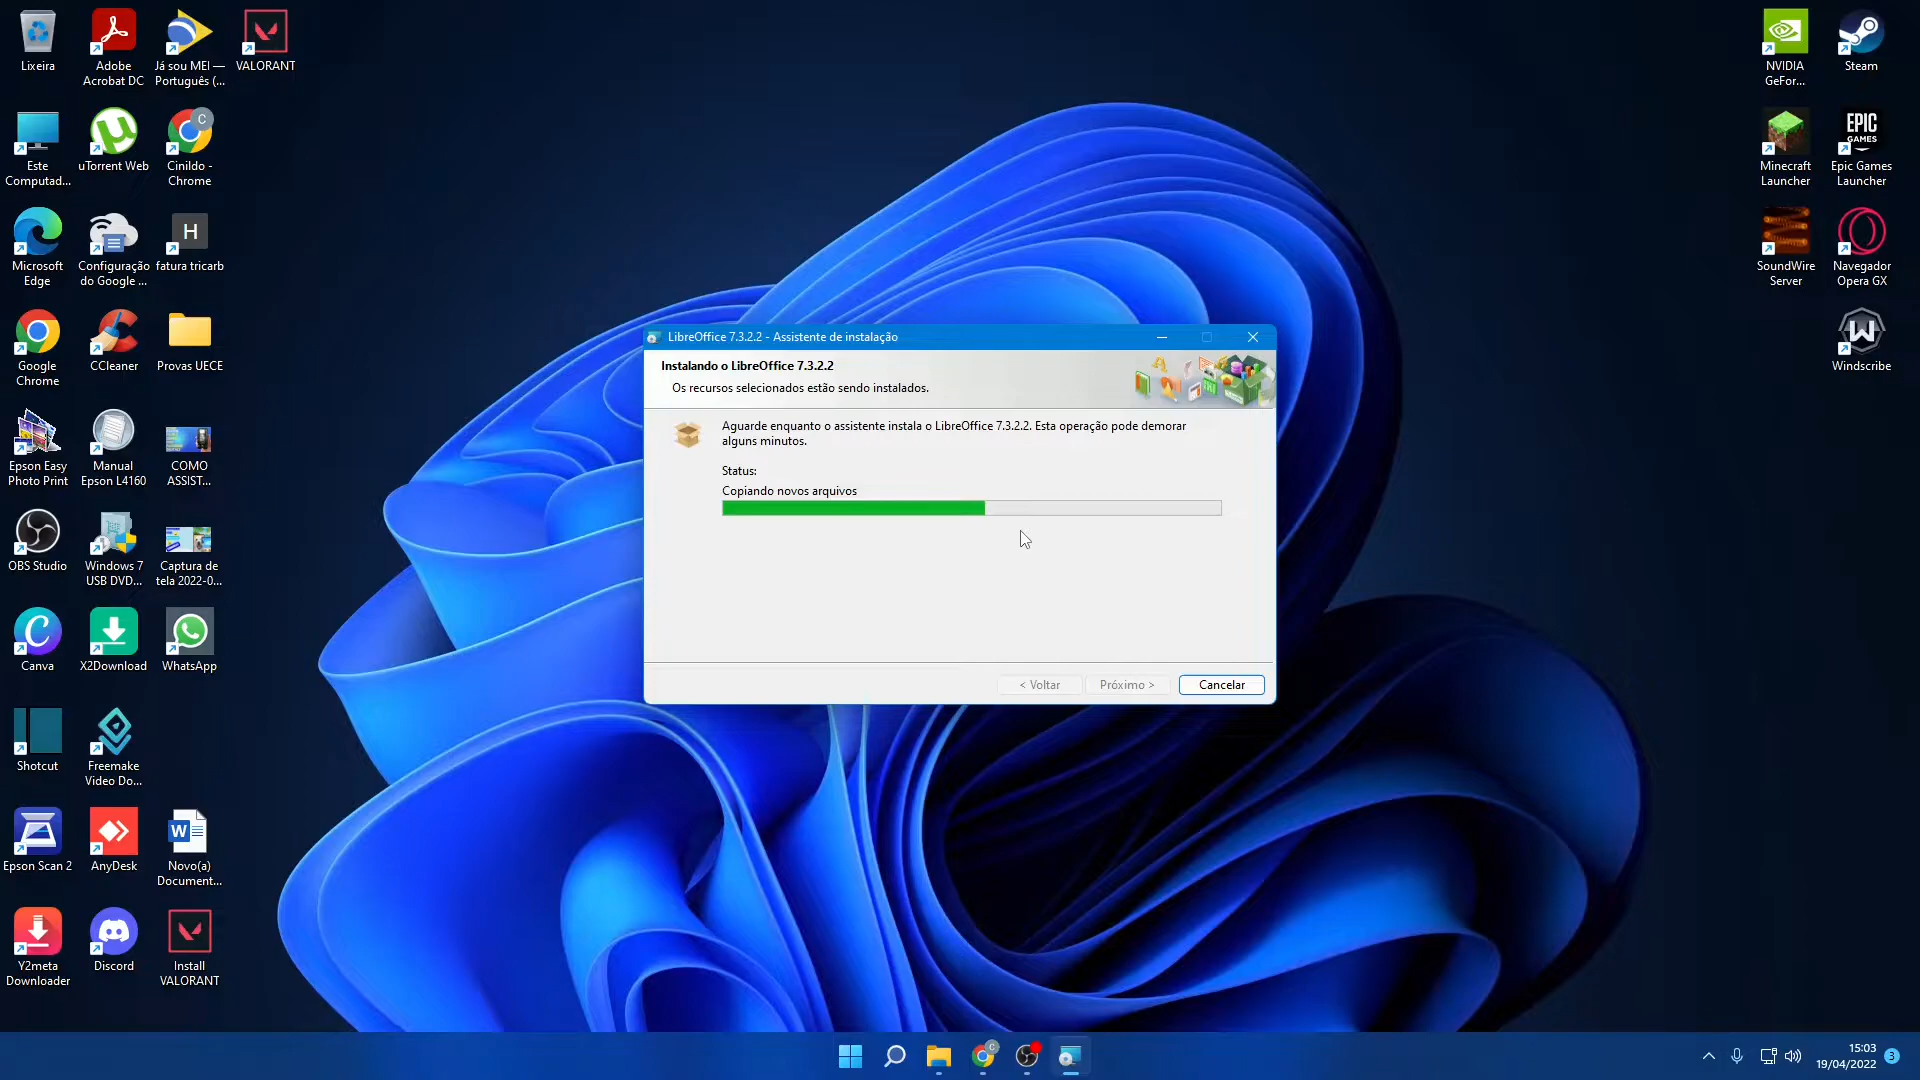 Lixeira
Adobe
Acrobat DC
Já sou MEI —
Português (...
VALORANT
NVIDIA
GeFor...
Steam
Este
Computad...
uTorrent Web
C
Cinildo -
Chrome
Minecraft
Launcher
EPIC
GAMES
Epic Games
Launcher
Microsoft
Edge
Configuração
do Google ...
H
fatura tricarb
SoundWire
Server
Navegador
Opera GX
Google
Chrome
CCleaner
Provas UECE
Windscribe
LibreOffice 7.3.2.2 - Assistente de instalação
Instalando o LibreOffice 7.3.2.2
Os recursos selecionados estão sendo instalados.
Aguarde enquanto o assistente instala o LibreOffice 7.3.2.2. Esta operação pode demorar
alguns minutos.
Status:
Copiando novos arquivos
< Voltar
Próximo >
Cancelar
Epson Easy
Photo Print
Manual
Epson L4160
COMO
ASSIST...
OBS Studio
Windows 7
USB DVD...
Captura de
tela 2022-0...
Canva
X2Download
WhatsApp
Shotcut
Freemake
Video Do...
Epson Scan 2
AnyDesk
W
Novo(a)
Document...
Y2meta
Downloader
Discord
Install
VALORANT
15:03
19/04/2022
3